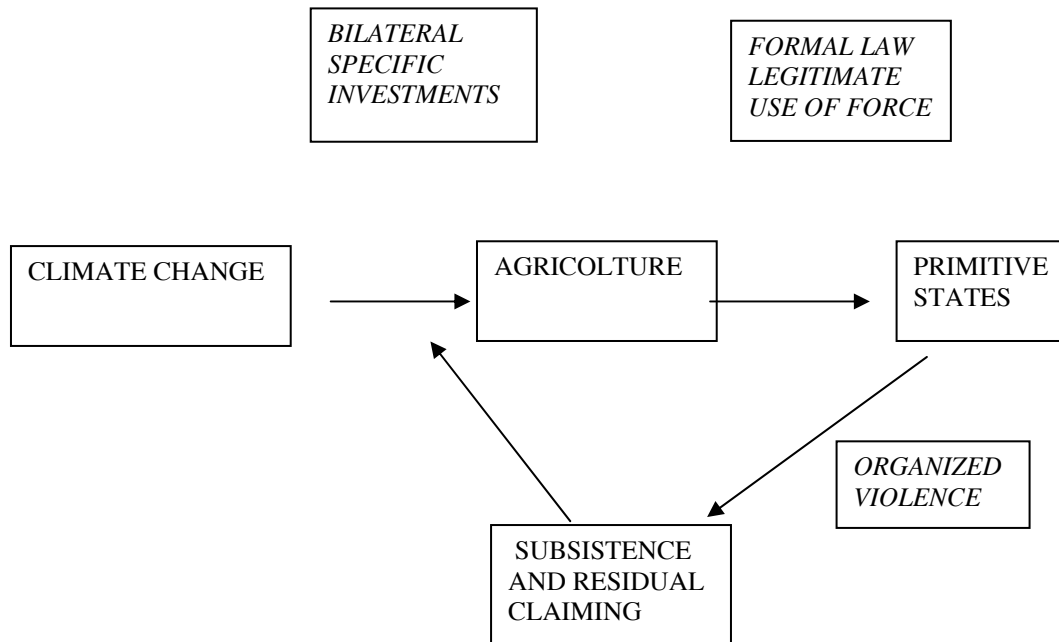 BILATERAL
SPECIFIC
INVESTMENTS
FORMAL LAW
LEGITIMATE
USE OF FORCE
CLIMATE CHANGE
AGRICOLTURE
PRIMITIVE
STATES
ORGANIZED
VIOLENCE
SUBSISTENCE
AND RESIDUAL
CLAIMING